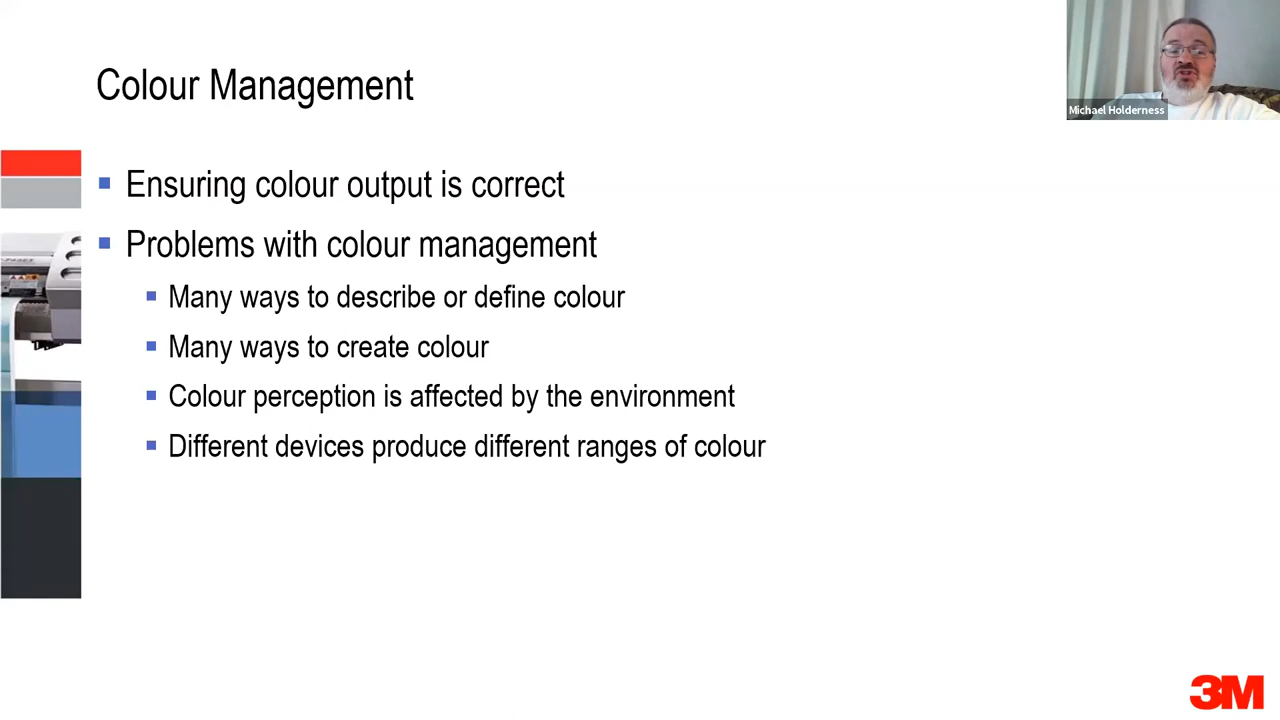 Colour Management
Michael Holderness
Ensuring colour output is correct
Problems with colour management
Many ways to describe or define colour
Many ways to create colour
Colour perception is affected by the environment
Different devices produce different ranges of colour
3M